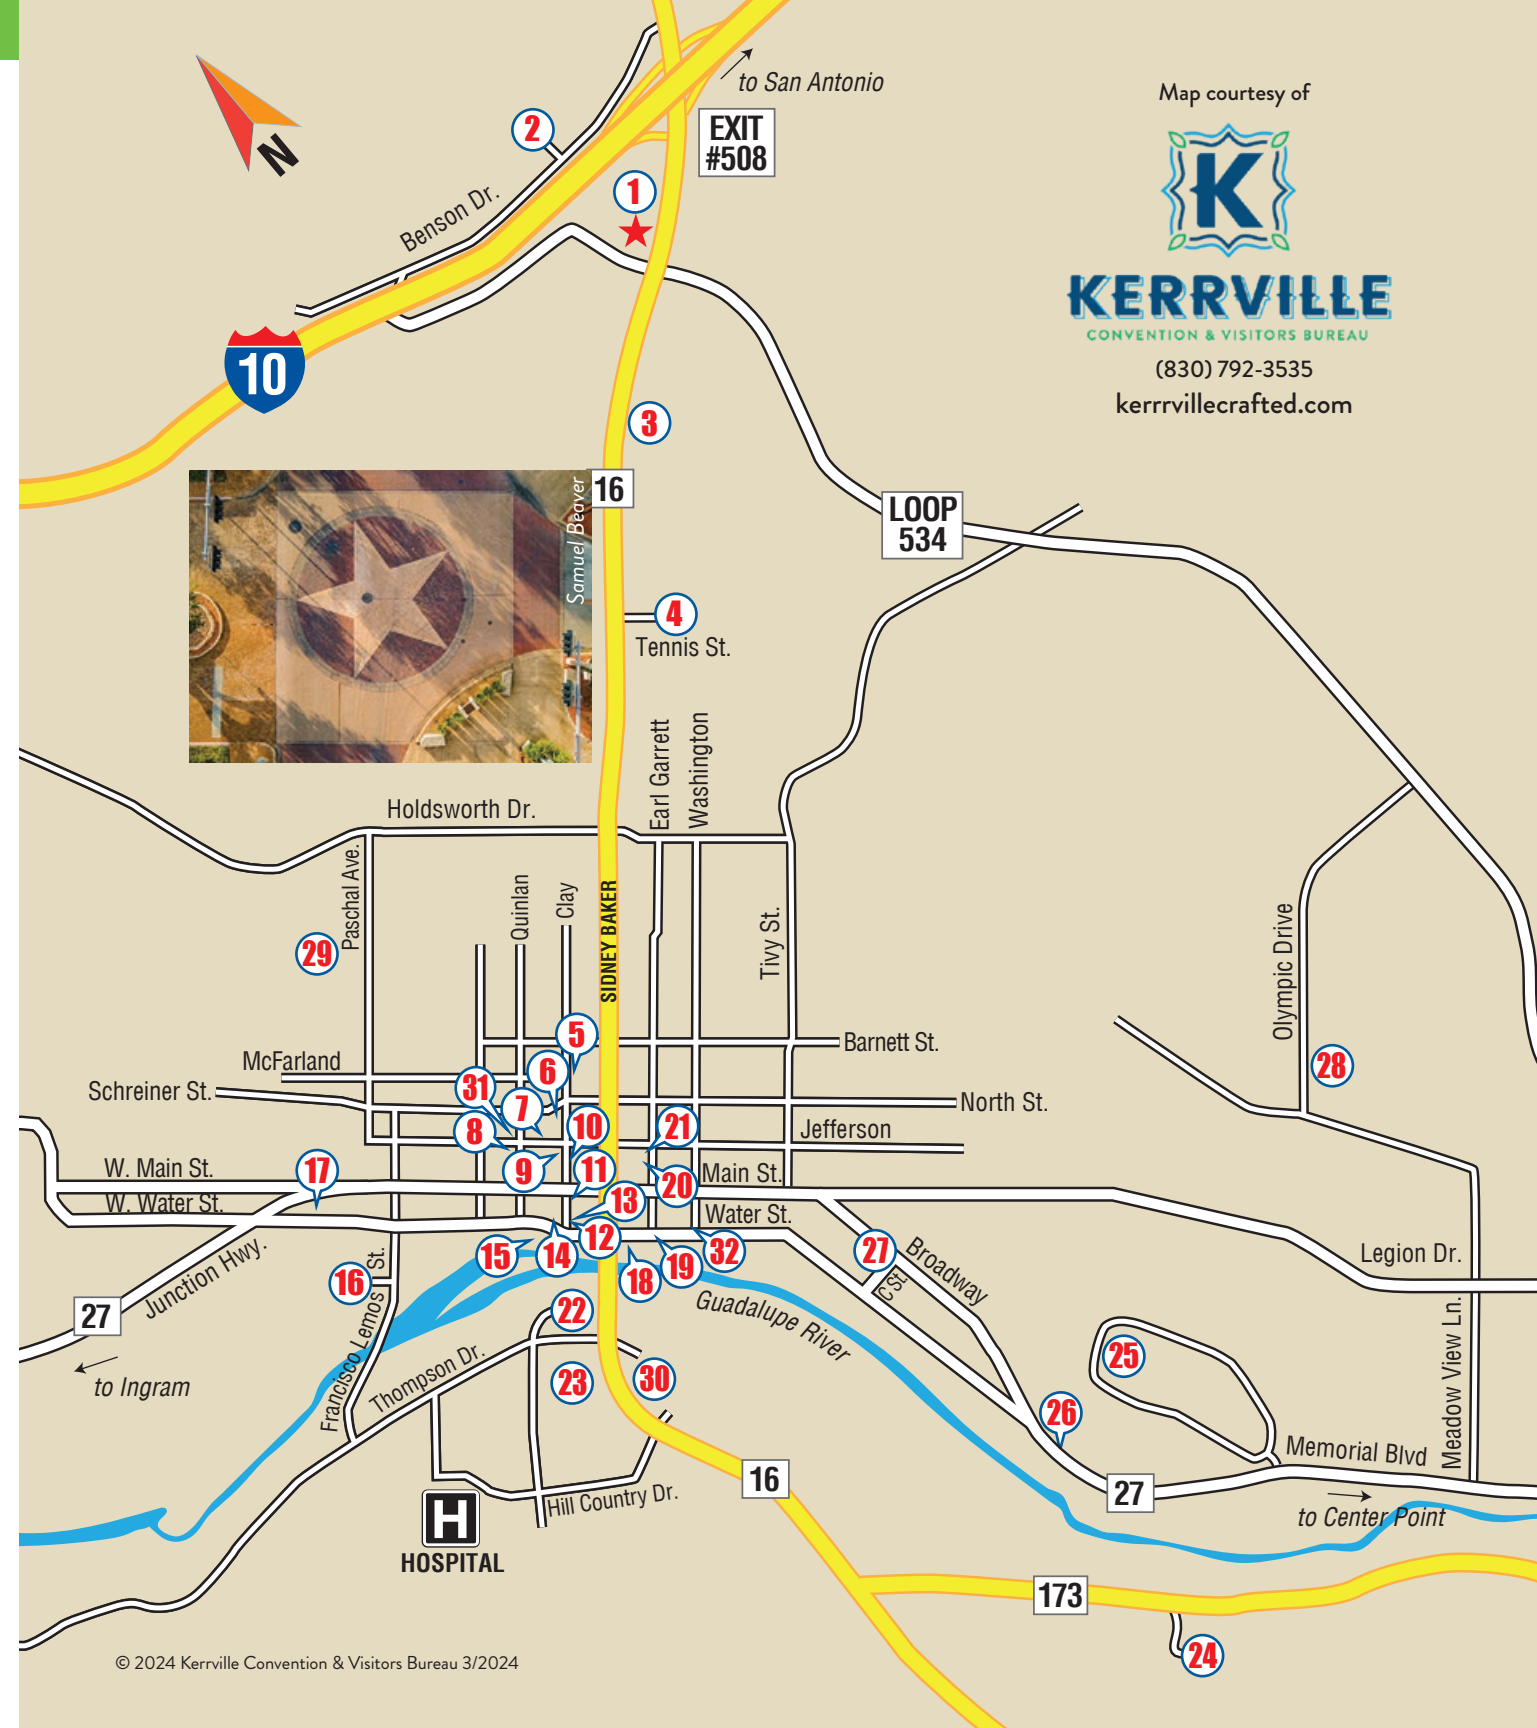 to San Antonio
Map courtesy of
K
KERRVILLE
CONVENTION & VISITORS BUREAU
(830) 792-3535
kerrrvillecrafted.com
N
2
EXIT
#508
1
Benson Dr.
10
3
16
Samuel Beaver
LOOP
534
4
Tennis St.
Earl Garrett
Washington
Holdsworth Dr.
Paschal Ave.
Quinlan
Clay
SIDNEY BAKER
Tivy St.
Olympic Drive
29
5
Barnett St.
McFarland
6
28
Schreiner St.
31
7
North St.
8
10
21
Jefferson
W. Main St.
17
9
11
20
Main St.
W. Water St.
13
Water St.
12
15
14
32
27
Broadway
Legion Dr.
Junction Hwy.
16
Francisco Lemos St.
18
19
C St.
27
22
Guadalupe River
Meadow View Ln.
to Ingram
Thompson Dr.
23
30
25
26
Memorial Blvd
16
27
Hill Country Dr.
to Center Point
H
HOSPITAL
173
24
© 2024 Kerrville Convention & Visitors Bureau 3/2024